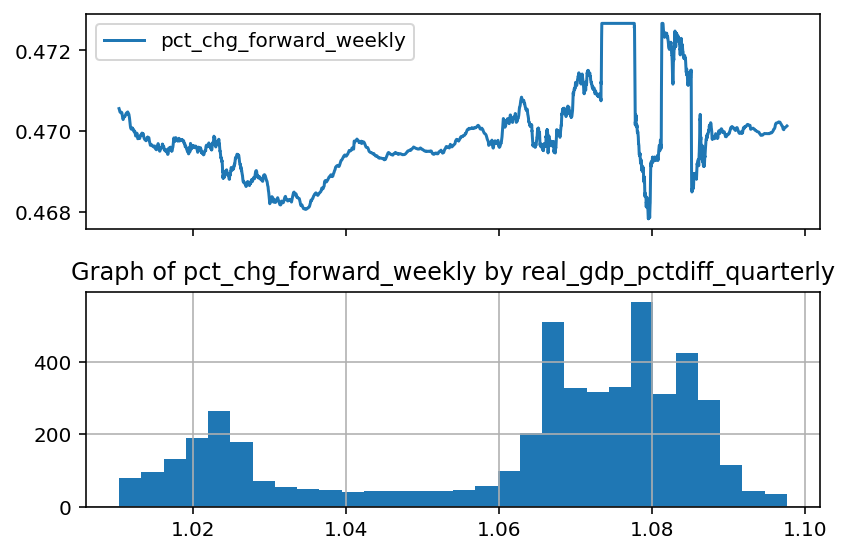 pct_chg_forward_weekly
0.472
0.470
0.468
Graph of pct_chg_forward_weekly by real_gdp_pctdiff_quarterly
400
200
0
1.02 1.04 1.06 1.08 1.10